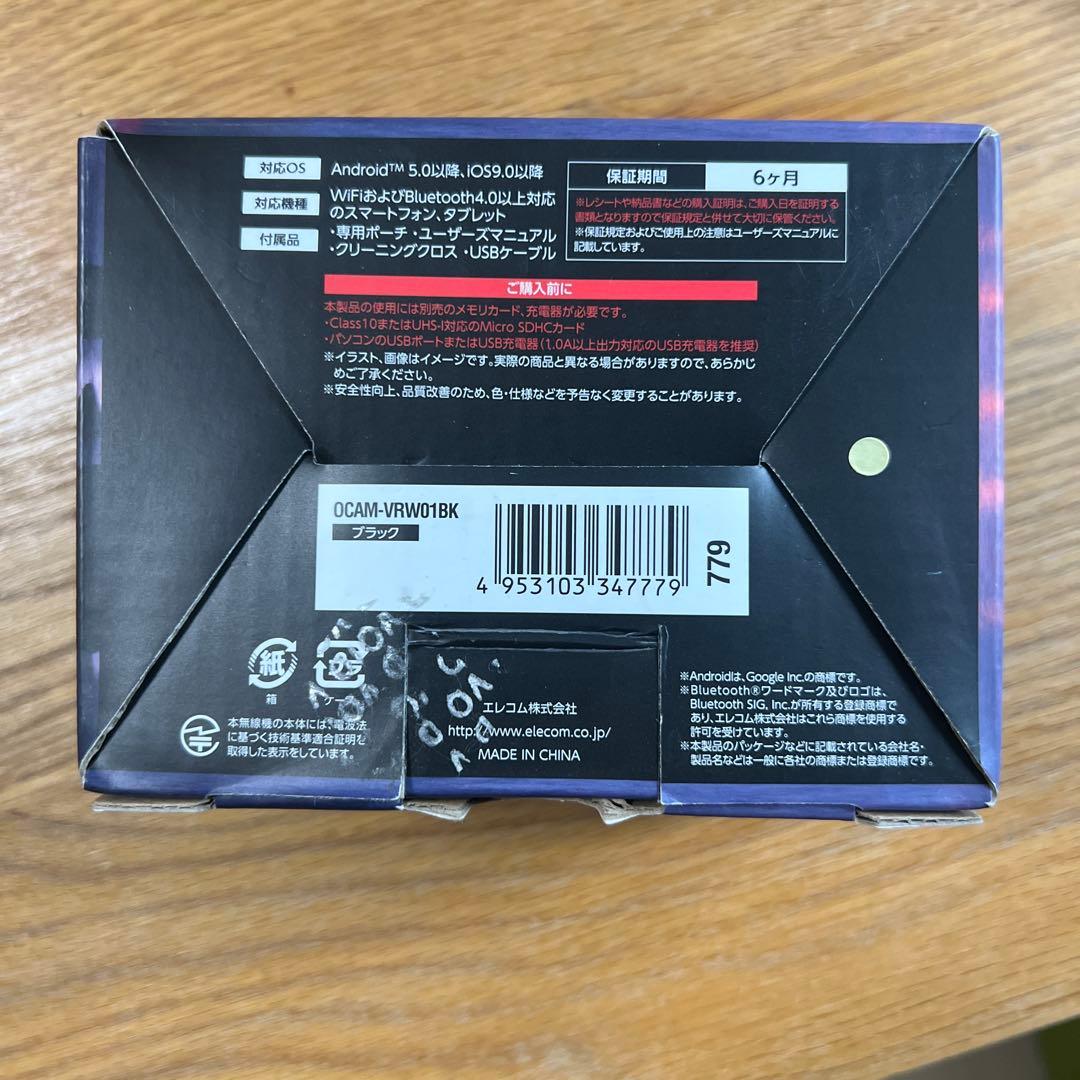 対応OS Android™ 5.0以降、iOS9.0以降
対応機種 WiFiおよびBluetooth4.0以上対応
のスマートフォン、タブレット
付属品 ・専用ポーチ ・ユーザーズマニュアル
・クリーニングクロス ・USBケーブル
保証期間 6ヶ月
※レシートや納品書などの購入証明は、ご購入日を証明する
書類となりますので保証規定と併せて大切に保管ください。
※保証規定およびご使用上の注意はユーザーズマニュアルに
記載しています。
ご購入前に
本製品の使用には別売のメモリカード、充電器が必要です。
・Class10またはUHS-I対応のMicro SDHCカード
・パソコンのUSBポートまたはUSB充電器(1.0A以上出力対応のUSB充電器を推奨)
※イラスト、画像はイメージです。実際の商品と異なる場合がありますので、あらかじ
めご了承ください。
※安全性向上、品質改善のため、色・仕様などを予告なく変更することがあります。
OCAM-VRW01BK
ブラック
4 953103 347779
779
紙
箱
本無線機の本体には、電波法
に基づく技術基準適合証明を
取得した表示をしています。
エレコム株式会社
http://www.elecom.co.jp/
MADE IN CHINA
※Androidは、Google Inc.の商標です。
※Bluetooth®ワードマーク及びロゴは、
Bluetooth SIG, Inc.が所有する登録商標で
あり、エレコム株式会社はこれら商標を使用する
許可を受けています。
※本製品のパッケージなどに記載されている会社名・
製品名などは一般に各社の商標または登録商標です。